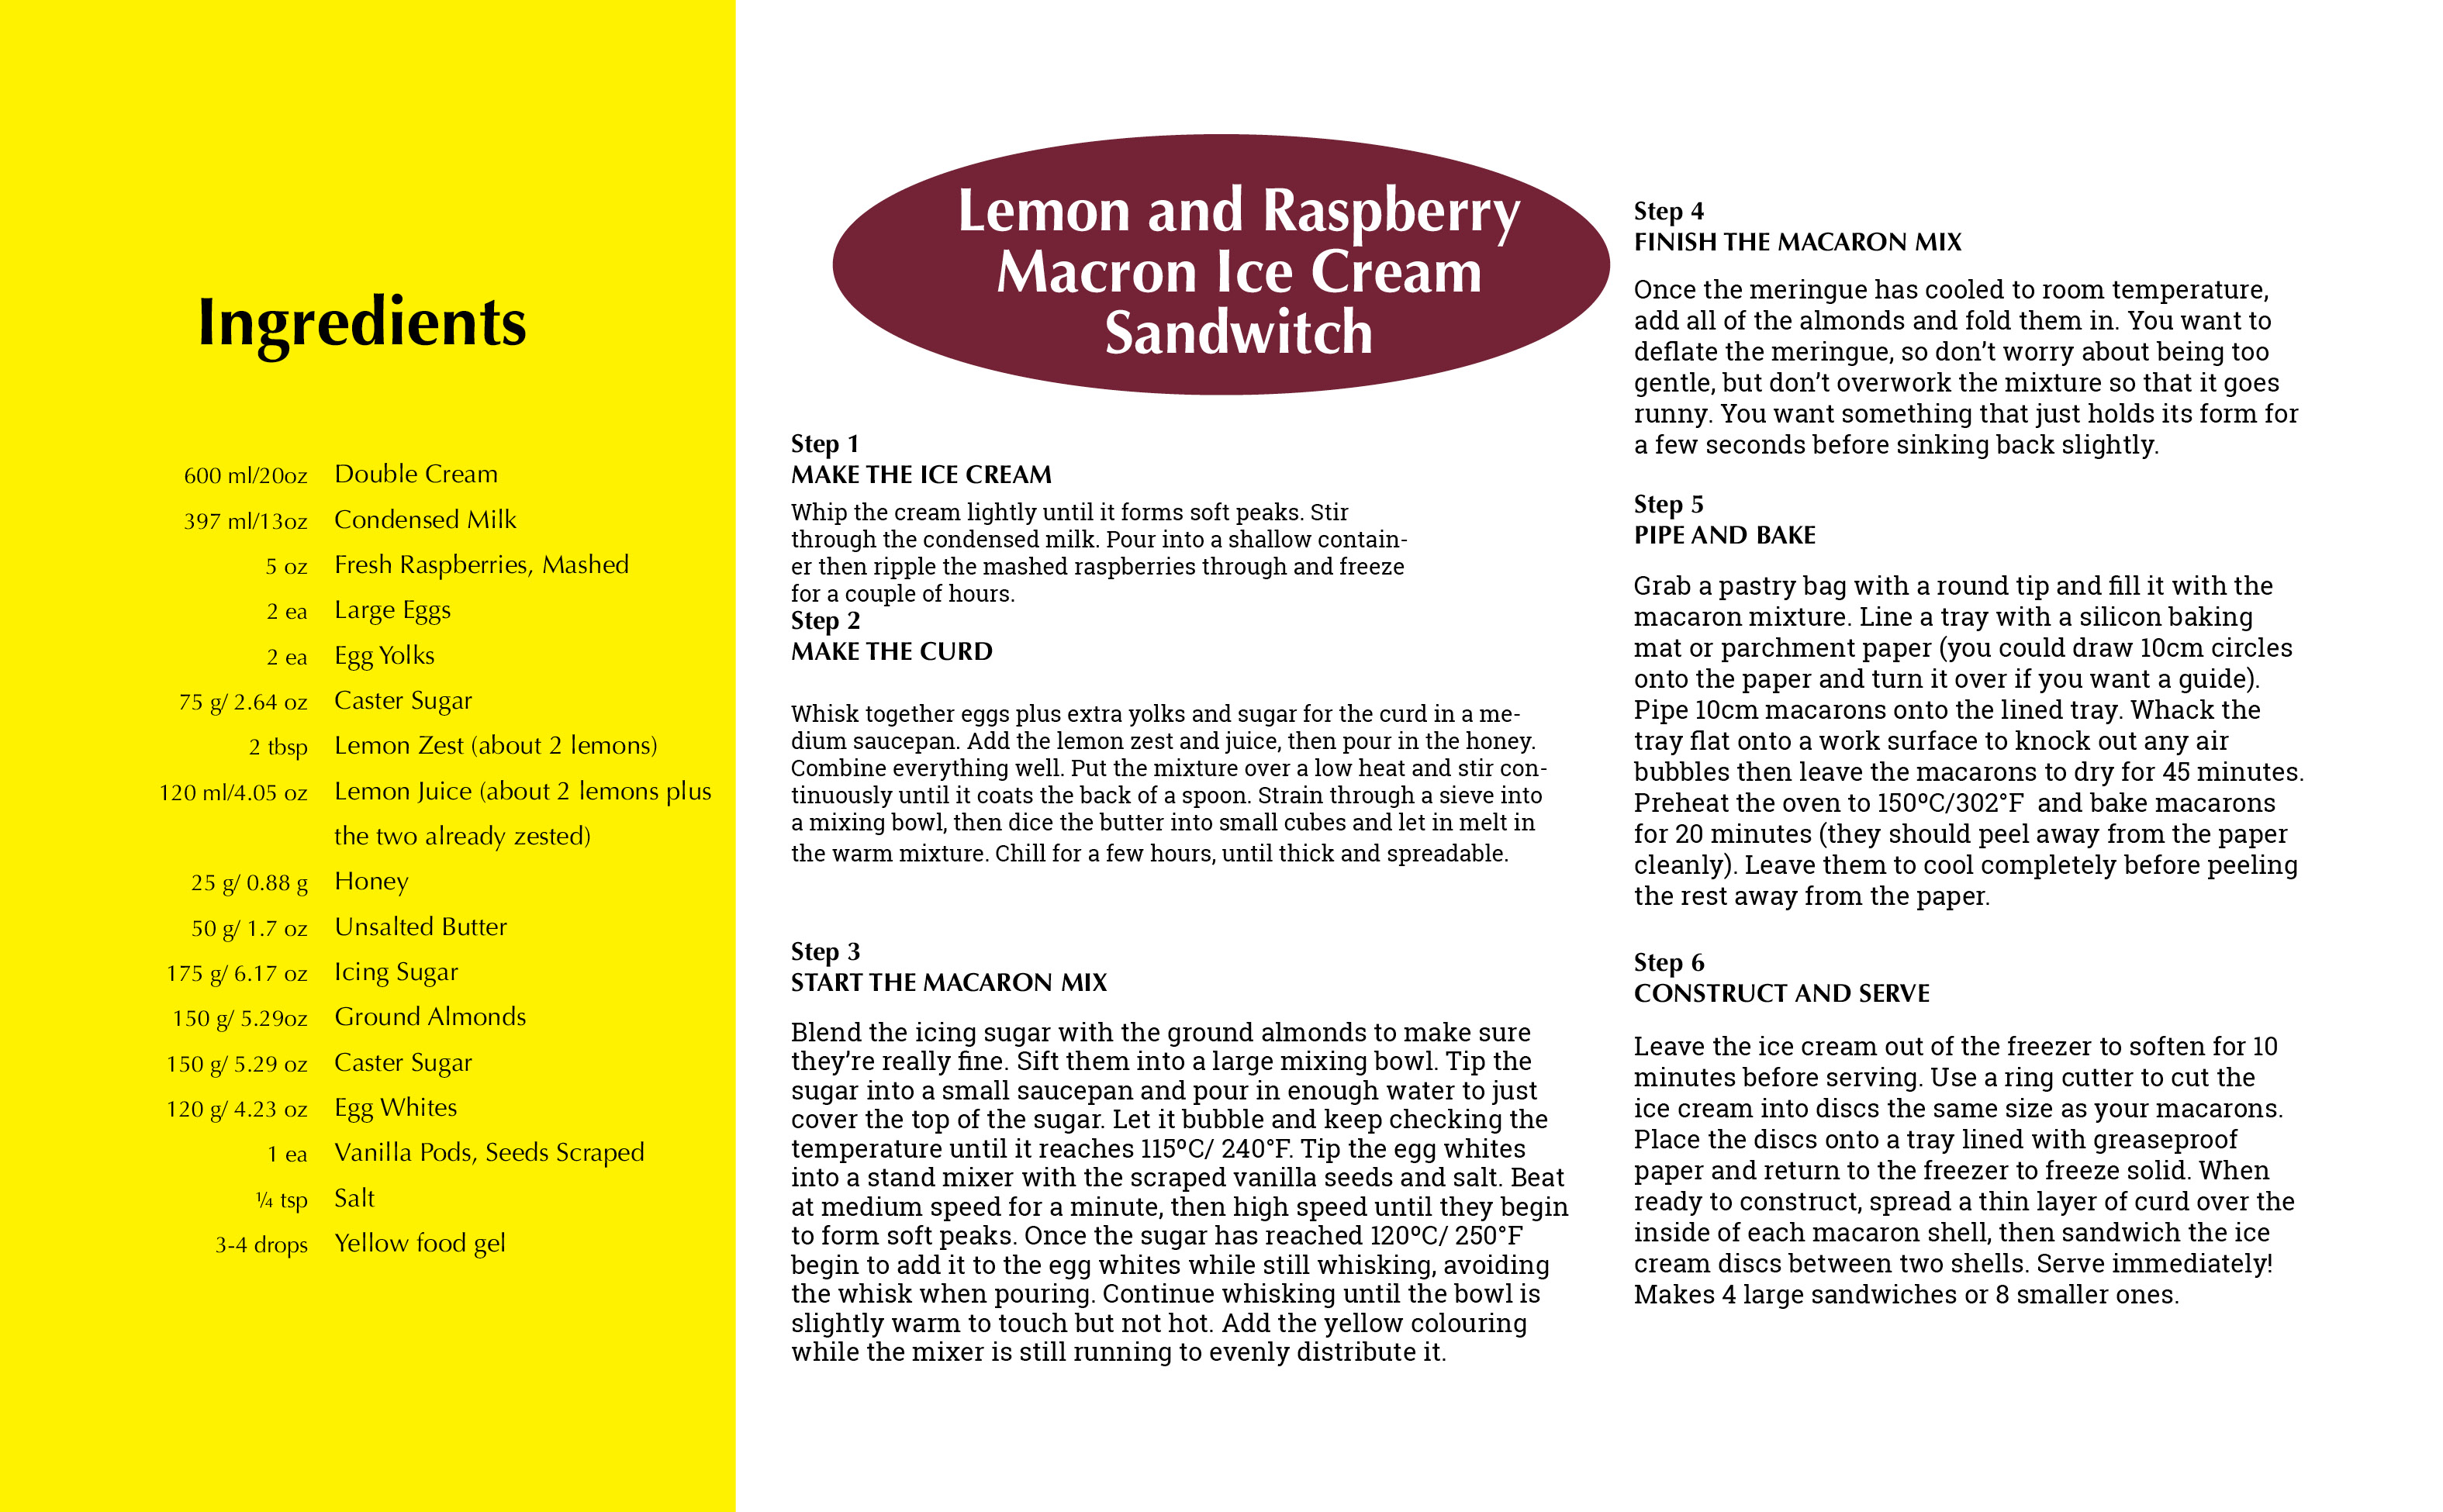 Ingredients
600 ml/20oz Double Cream
397 ml/13oz Condensed Milk
5 oz Fresh Raspberries, Mashed
2 ea Large Eggs
2 ea Egg Yolks
75 g/ 2.64 oz Caster Sugar
2 tbsp Lemon Zest (about 2 lemons)
120 ml/4.05 oz Lemon Juice (about 2 lemons plus
the two already zested)
25 g/ 0.88 g Honey
50 g/ 1.7 oz Unsalted Butter
175 g/ 6.17 oz Icing Sugar
150 g/ 5.29oz Ground Almonds
150 g/ 5.29 oz Caster Sugar
120 g/ 4.23 oz Egg Whites
1 ea Vanilla Pods, Seeds Scraped
¼ tsp Salt
3-4 drops Yellow food gel
Lemon and Raspberry
Macron Ice Cream
Sandwitch
Step 1
MAKE THE ICE CREAM
Whip the cream lightly until it forms soft peaks. Stir
through the condensed milk. Pour into a shallow contain-
er then ripple the mashed raspberries through and freeze
for a couple of hours.
Step 2
MAKE THE CURD
Whisk together eggs plus extra yolks and sugar for the curd in a me-
dium saucepan. Add the lemon zest and juice, then pour in the honey.
Combine everything well. Put the mixture over a low heat and stir con-
tinuously until it coats the back of a spoon. Strain through a sieve into
a mixing bowl, then dice the butter into small cubes and let in melt in
the warm mixture. Chill for a few hours, until thick and spreadable.
Step 3
START THE MACARON MIX
Blend the icing sugar with the ground almonds to make sure
they’re really fine. Sift them into a large mixing bowl. Tip the
sugar into a small saucepan and pour in enough water to just
cover the top of the sugar. Let it bubble and keep checking the
temperature until it reaches 115ºC/ 240°F. Tip the egg whites
into a stand mixer with the scraped vanilla seeds and salt. Beat
at medium speed for a minute, then high speed until they begin
to form soft peaks. Once the sugar has reached 120ºC/ 250°F
begin to add it to the egg whites while still whisking, avoiding
the whisk when pouring. Continue whisking until the bowl is
slightly warm to touch but not hot. Add the yellow colouring
while the mixer is still running to evenly distribute it.
Step 4
FINISH THE MACARON MIX
Once the meringue has cooled to room temperature,
add all of the almonds and fold them in. You want to
deflate the meringue, so don’t worry about being too
gentle, but don’t overwork the mixture so that it goes
runny. You want something that just holds its form for
a few seconds before sinking back slightly.
Step 5
PIPE AND BAKE
Grab a pastry bag with a round tip and fill it with the
macaron mixture. Line a tray with a silicon baking
mat or parchment paper (you could draw 10cm circles
onto the paper and turn it over if you want a guide).
Pipe 10cm macarons onto the lined tray. Whack the
tray flat onto a work surface to knock out any air
bubbles then leave the macarons to dry for 45 minutes.
Preheat the oven to 150ºC/302°F  and bake macarons
for 20 minutes (they should peel away from the paper
cleanly). Leave them to cool completely before peeling
the rest away from the paper.
Step 6
CONSTRUCT AND SERVE
Leave the ice cream out of the freezer to soften for 10
minutes before serving. Use a ring cutter to cut the
ice cream into discs the same size as your macarons.
Place the discs onto a tray lined with greaseproof
paper and return to the freezer to freeze solid. When
ready to construct, spread a thin layer of curd over the
inside of each macaron shell, then sandwich the ice
cream discs between two shells. Serve immediately!
Makes 4 large sandwiches or 8 smaller ones.